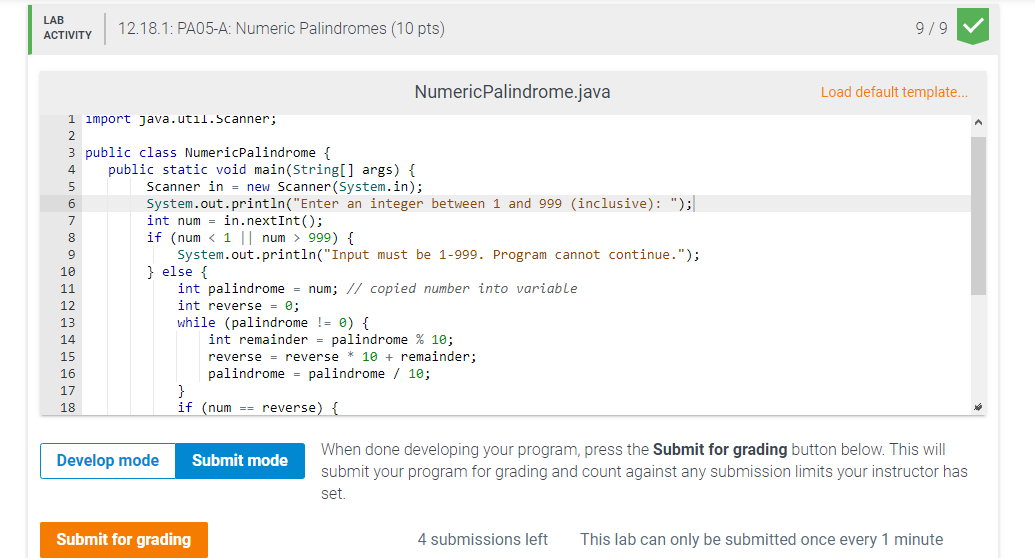 LAB
ACTIVITY
12.18.1: PA05-A: Numeric Palindromes (10 pts)
9 / 9
NumericPalindrome.java
Load default template...
1 import java.util.Scanner;
2
3 public class NumericPalindrome {
4 public static void main(String[] args) {
5 Scanner in = new Scanner(System.in);
6 System.out.println("Enter an integer between 1 and 999 (inclusive): ");
7 int num = in.nextInt();
8 if (num < 1 || num > 999) {
9 System.out.println("Input must be 1-999. Program cannot continue.");
10 } else {
11 int palindrome = num; // copied number into variable
12 int reverse = 0;
13 while (palindrome != 0) {
14 int remainder = palindrome % 10;
15 reverse = reverse * 10 + remainder;
16 palindrome = palindrome / 10;
17 }
18 if (num == reverse) {
Develop mode
Submit mode
When done developing your program, press the Submit for grading button below. This will
submit your program for grading and count against any submission limits your instructor has
set.
Submit for grading
4 submissions left
This lab can only be submitted once every 1 minute